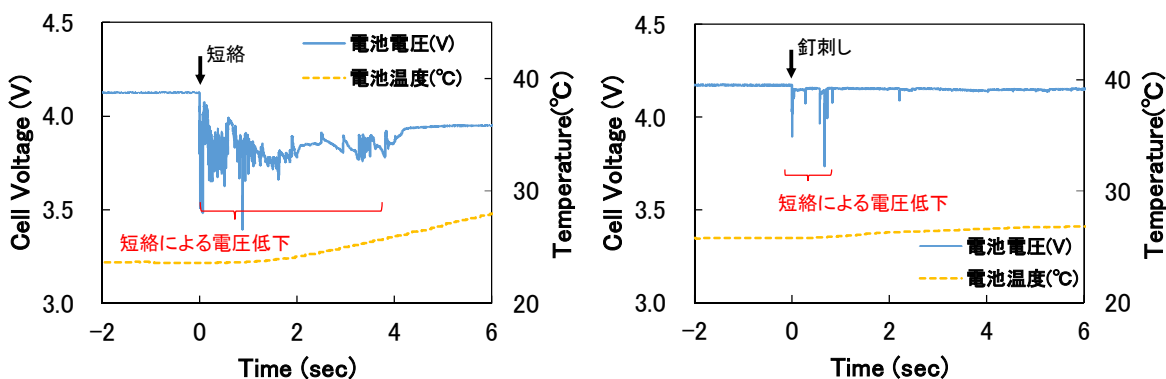 4.5
4.0
3.5
3.0
Cell Voltage (V)
短絡
電池電圧(V)
電池温度(℃)
短絡による電圧低下
40
30
20
Temperature(℃)
-2
0
2
4
6
Time (sec)
4.5
4.0
3.5
3.0
Cell Voltage (V)
釘刺し
短絡による電圧低下
電池電圧(V)
電池温度(℃)
40
30
20
Temperature(℃)
-2
0
2
4
6
Time (sec)